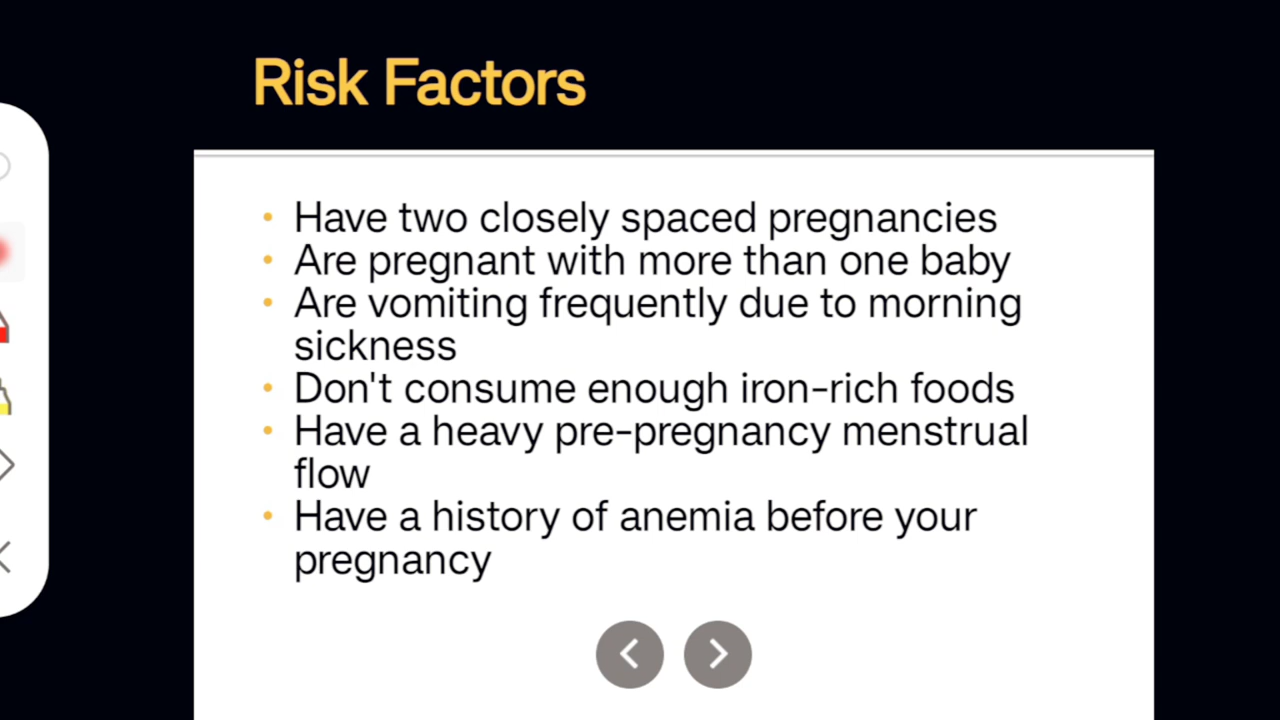 Risk Factors
• Have two closely spaced pregnancies
• Are pregnant with more than one baby
• Are vomiting frequently due to morning
sickness
• Don't consume enough iron-rich foods
• Have a heavy pre-pregnancy menstrual
flow
• Have a history of anemia before your
pregnancy